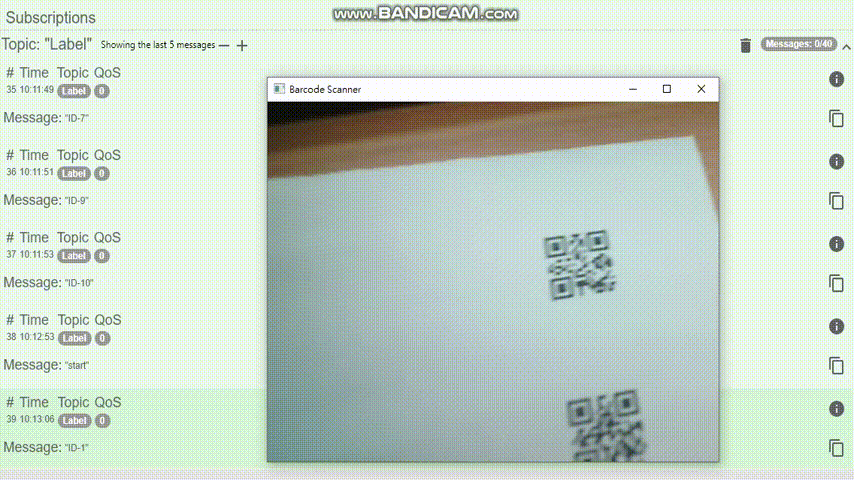 www.BANDICAM.com
Subscriptions
Topic: "Label" Showing the last 5 messages − + Messages: 0/40
# Time Topic QoS
35 10:11:49 Label 0
Message: "ID-7"
# Time Topic QoS
36 10:11:51 Label 0
Message: "ID-9"
# Time Topic QoS
37 10:11:53 Label 0
Message: "ID-10"
# Time Topic QoS
38 10:12:53 Label 0
Message: "start"
# Time Topic QoS
39 10:13:06 Label 0
Message: "ID-1"
Barcode Scanner